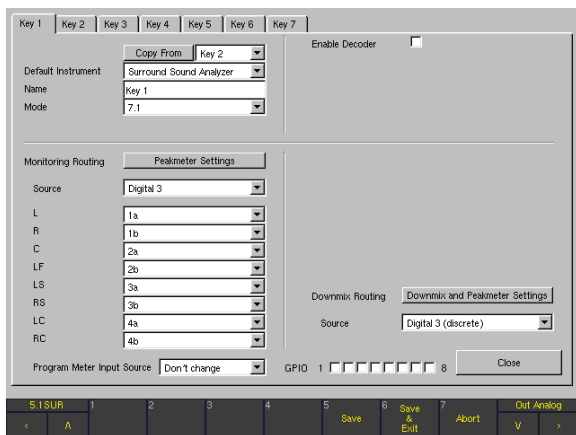 Key 1 Key 2 Key 3 Key 4 Key 5 Key 6 Key 7
Copy From Key 2
Enable Decoder
Default Instrument Surround Sound Analyzer
Name Key 1
Mode 7.1
Monitoring Routing Peakmeter Settings
Source Digital 3
L 1a
R 1b
C 2a
LF 2b
LS 3a
RS 3b
LC 4a
RC 4b
Downmix Routing Downmix and Peakmeter Settings
Source Digital 3 (discrete)
Program Meter Input Source Don't change
GPIO 1 8
Close
5.1SUR 1 2 3 4 5 6 7 Out Analog
Save
Save
&
Exit
Abort
< Λ V >